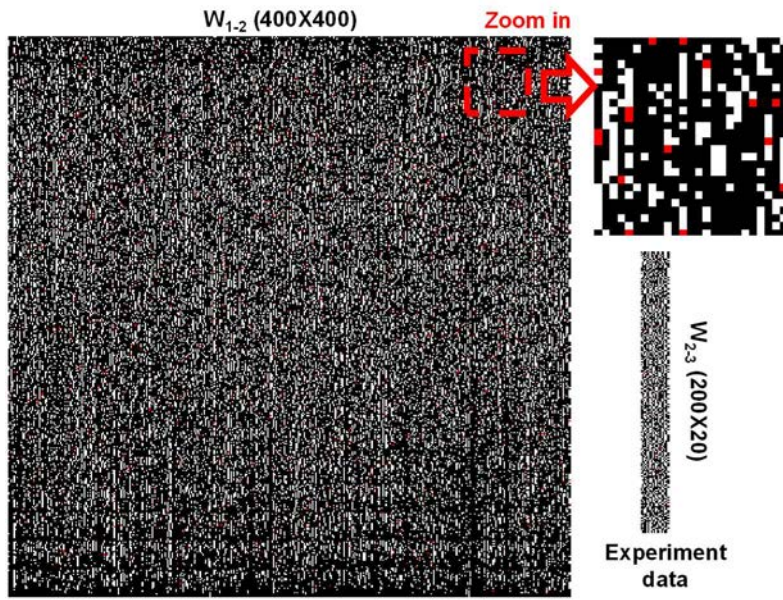 W₁₋₂ (400X400)
Zoom in
W₂₋₃ (200X20)
Experiment
data